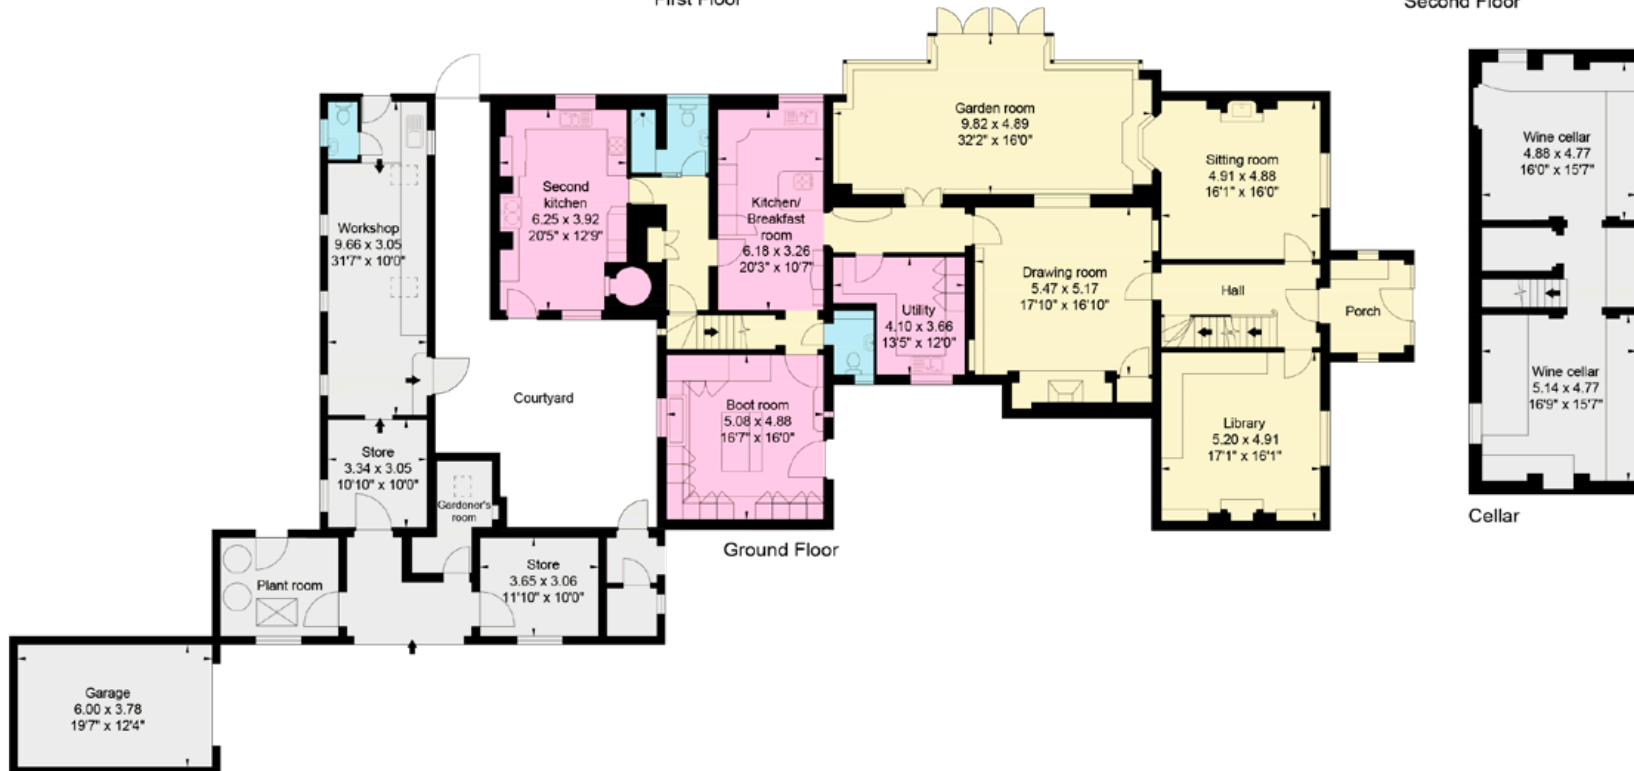 First Floor
Second Floor
Garden room
9.82 x 4.89
32'2" x 16'0"
Wine cellar
4.88 x 4.77
16'0" x 15'7"
Sitting room
4.91 x 4.88
16'1" x 16'0"
Second
kitchen
6.25 x 3.92
20'5" x 12'9"
Kitchen/
Breakfast
room
6.18 x 3.26
20'3" x 10'7"
Workshop
9.66 x 3.05
31'7" x 10'0"
Drawing room
5.47 x 5.17
17'10" x 16'10"
Hall
Porch
Utility
4.10 x 3.66
13'5" x 12'0"
Wine cellar
5.14 x 4.77
16'9" x 15'7"
Courtyard
Boot room
5.08 x 4.88
16'7" x 16'0"
Library
5.20 x 4.91
17'1" x 16'1"
Store
3.34 x 3.05
10'10" x 10'0"
Gardener's
room
Cellar
Ground Floor
Store
3.65 x 3.06
11'10" x 10'0"
Plant room
Garage
6.00 x 3.78
19'7" x 12'4"